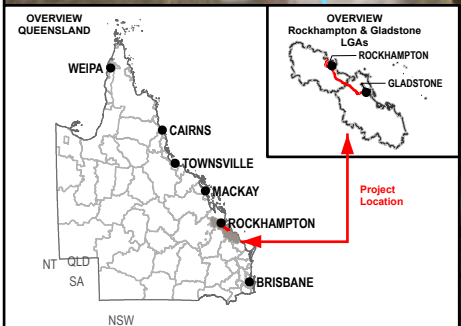 OVERVIEW
QUEENSLAND
WEIPA
CAIRNS
TOWNSVILLE
MACKAY
ROCKHAMPTON
BRISBANE
NT
QLD
SA
NSW
OVERVIEW
Rockhampton & Gladstone
LGAs
ROCKHAMPTON
GLADSTONE
Project
Location